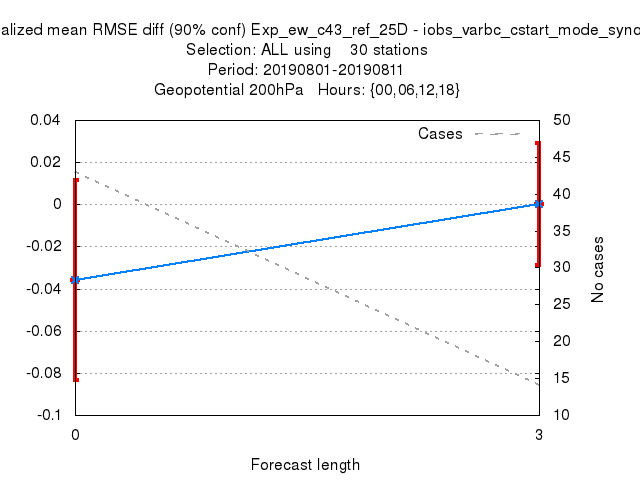 alized mean RMSE diff (90% conf) Exp_ew_c43_ref_25D - iobs_varbc_cstart_mode_syno
Selection: ALL using 30 stations
Period: 20190801-20190811
Geopotential 200hPa Hours: {00,06,12,18}
Cases
0.04
0.02
0
-0.02
-0.04
-0.06
-0.08
-0.1
50
45
40
35
30
25
20
15
10
No cases
0 3
Forecast length